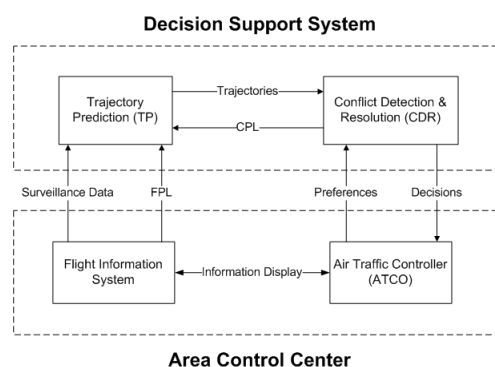 Decision Support System
Trajectory
Prediction (TP)
Trajectories
CPL
Conflict Detection &
Resolution (CDR)
Surveillance Data
FPL
Preferences
Decisions
Flight Information
System
Information Display
Air Traffic Controller
(ATCO)
Area Control Center